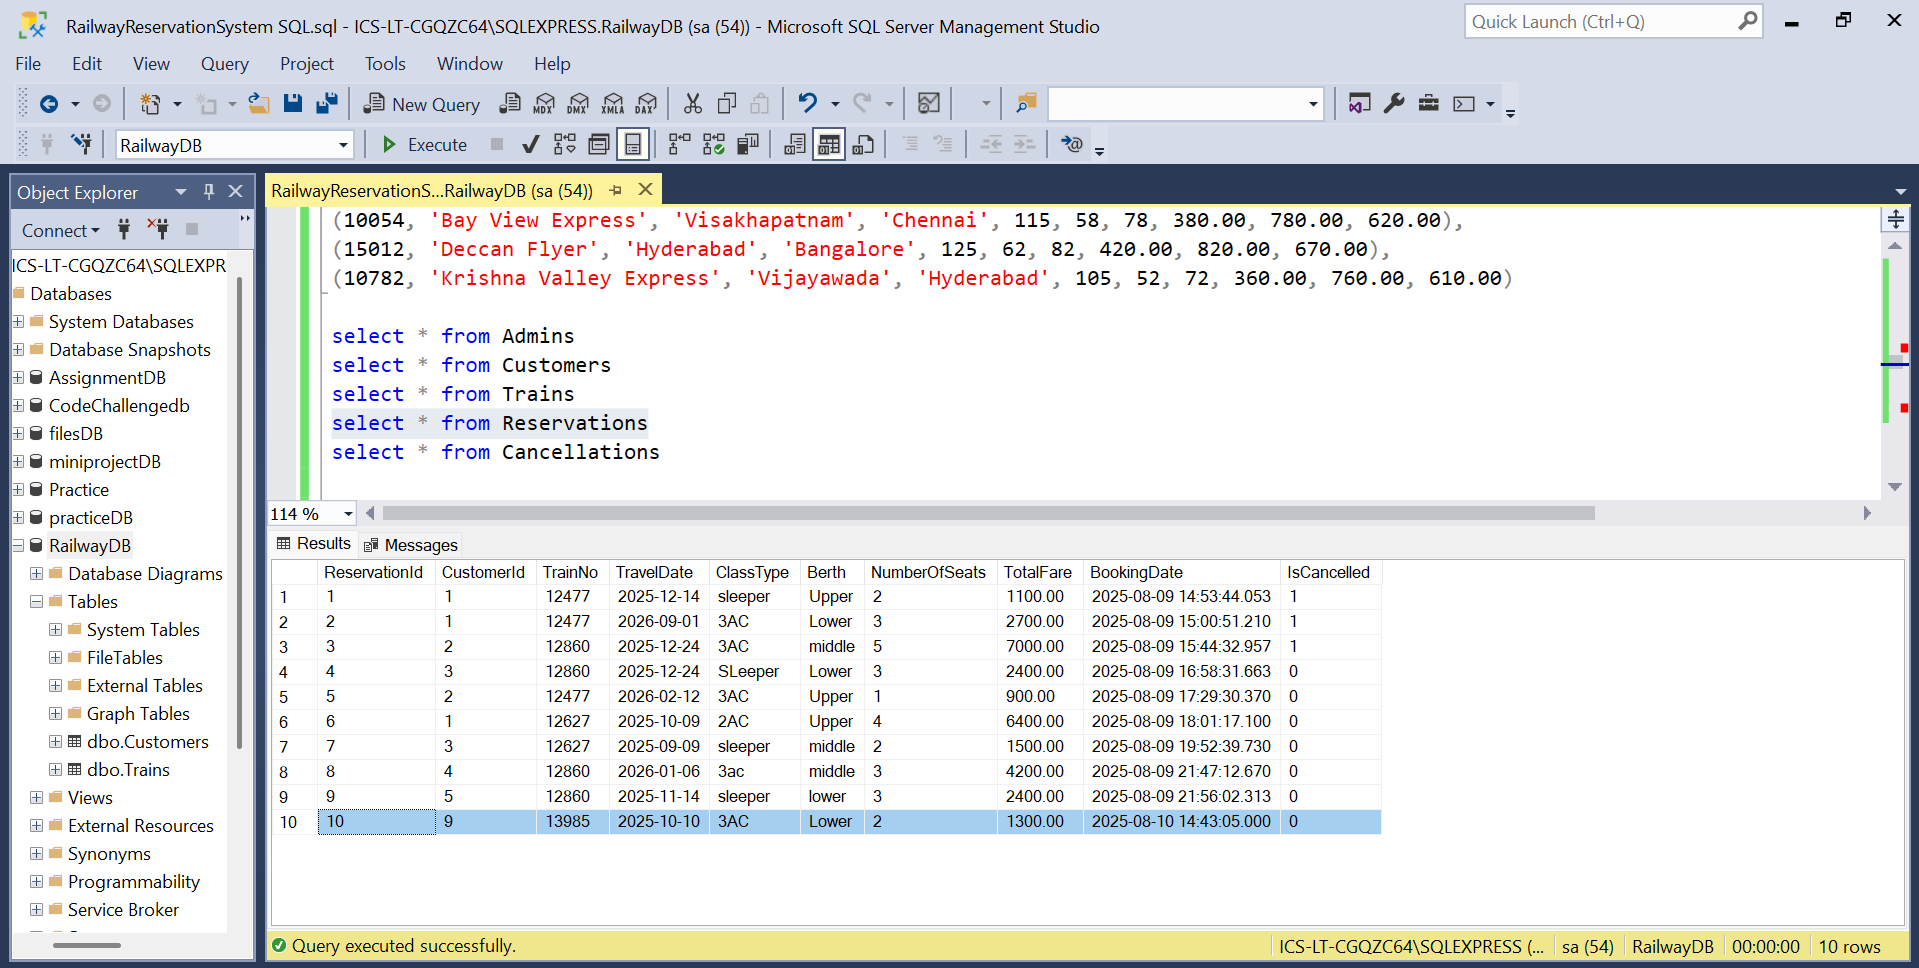 RailwayReservationSystem SQL.sql - ICS-LT-CGQZC64\SQLEXPRESS.RailwayDB (sa (54)) - Microsoft SQL Server Management Studio
Quick Launch (Ctrl+Q)
File Edit View Query Project Tools Window Help
New Query MDX DMX XMLA DAX
RailwayDB Execute
Object Explorer
Connect
ICS-LT-CGQZC64\SQLEXPR
Databases
System Databases
Database Snapshots
AssignmentDB
CodeChallengedb
filesDB
miniprojectDB
Practice
practiceDB
RailwayDB
Database Diagrams
Tables
System Tables
FileTables
External Tables
Graph Tables
dbo.Customers
dbo.Trains
Views
External Resources
Synonyms
Programmability
Service Broker
RailwayReservationS...RailwayDB (sa (54))
(10054, 'Bay View Express', 'Visakhapatnam', 'Chennai', 115, 58, 78, 380.00, 780.00, 620.00),
(15012, 'Deccan Flyer', 'Hyderabad', 'Bangalore', 125, 62, 82, 420.00, 820.00, 670.00),
(10782, 'Krishna Valley Express', 'Vijayawada', 'Hyderabad', 105, 52, 72, 360.00, 760.00, 610.00)
select * from Admins
select * from Customers
select * from Trains
select * from Reservations
select * from Cancellations
114 %
Results Messages
ReservationId CustomerId TrainNo TravelDate ClassType Berth NumberOfSeats TotalFare BookingDate IsCancelled
1 1 1 12477 2025-12-14 sleeper Upper 2 1100.00 2025-08-09 14:53:44.053 1
2 2 1 12477 2026-09-01 3AC Lower 3 2700.00 2025-08-09 15:00:51.210 1
3 3 2 12860 2025-12-24 3AC middle 5 7000.00 2025-08-09 15:44:32.957 1
4 4 3 12860 2025-12-24 SLeeper Lower 3 2400.00 2025-08-09 16:58:31.663 0
5 5 2 12477 2026-02-12 3AC Upper 1 900.00 2025-08-09 17:29:30.370 0
6 6 1 12627 2025-10-09 2AC Upper 4 6400.00 2025-08-09 18:01:17.100 0
7 7 3 12627 2025-09-09 sleeper middle 2 1500.00 2025-08-09 19:52:39.730 0
8 8 4 12860 2026-01-06 3ac middle 3 4200.00 2025-08-09 21:47:12.670 0
9 9 5 12860 2025-11-14 sleeper lower 3 2400.00 2025-08-09 21:56:02.313 0
10 10 9 13985 2025-10-10 3AC Lower 2 1300.00 2025-08-10 14:43:05.000 0
Query executed successfully. ICS-LT-CGQZC64\SQLEXPRESS (... sa (54) RailwayDB 00:00:00 10 rows